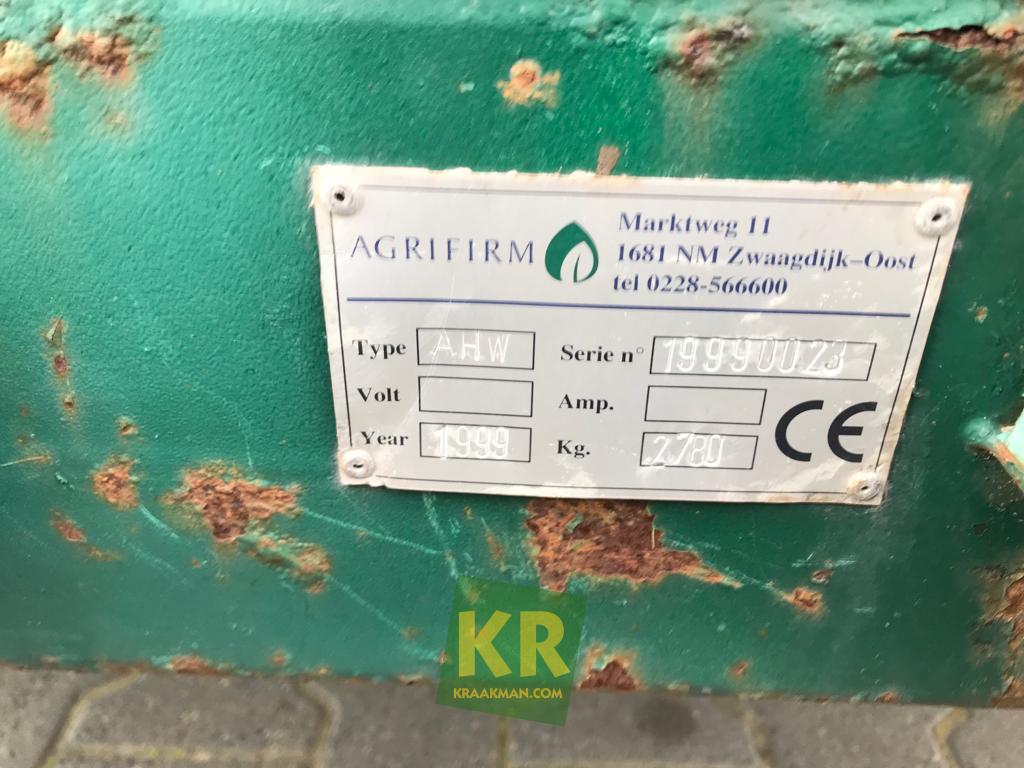 AGRIFIRM
Marktweg 11
1681 NM Zwaagdijk-Oost
tel 0228-566600
Type AHW Serie n° 19990023
Volt Amp.
Year 1999 Kg. 2780
CE
KR
KRAAKMAN.COM